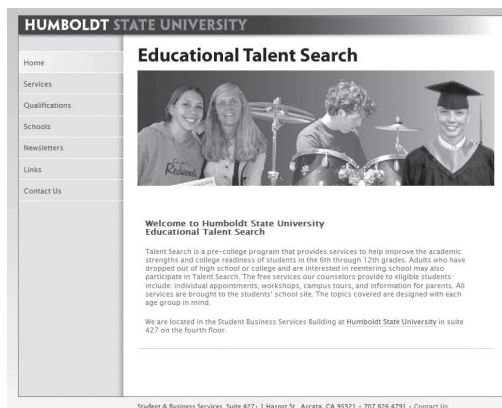 HUMBOLDT STATE UNIVERSITY
Educational Talent Search
Home
Services
Qualifications
Schools
Newsletters
Links
Contact Us
Redwoods
Welcome to Humboldt State University
Educational Talent Search
Talent Search is a pre-college program that provides services to help improve the academic
strengths and college readiness of students in the 6th through 12th grades. Adults who have
dropped out of high school or college and are interested in reentering school may also
participate in Talent Search. The free services our counselors provide to eligible students
include: individual appointments, workshops, campus tours, and information for parents. All
services are brought to the students' school site. The topics covered are designed with each
age group in mind.
We are located in the Student Business Services Building at Humboldt State University in suite
427 on the fourth floor.
Student & Business Services, Suite 427• 1 Harpst St., Arcata, CA 95521 • 707.826.4791 • Contact Us